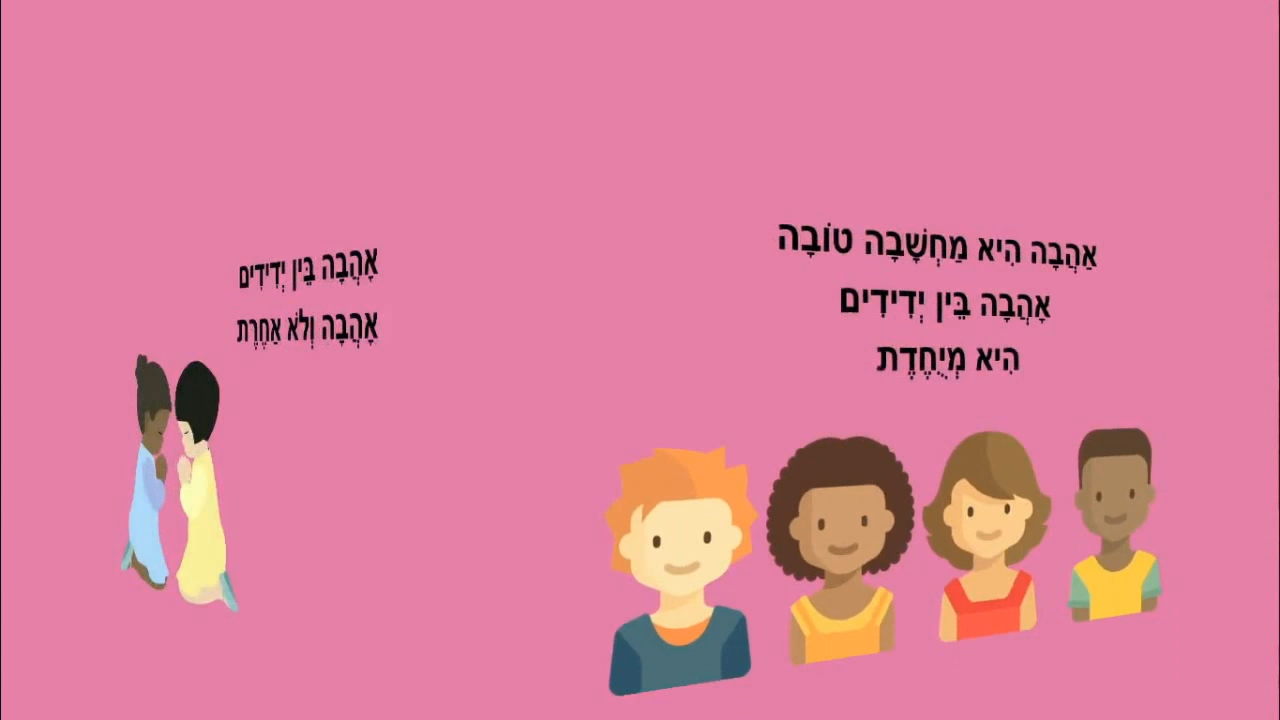 אַהֲבָה הִיא מַחְשָׁבָה טוֹבָה
אָהֲבָה בֵּין יְדִידִים
הִיא מְיֻחֶדֶת
אָהֲבָה בֵּין יְדִידִים
אָהֲבָה וְלֹא אַחֶרֶת